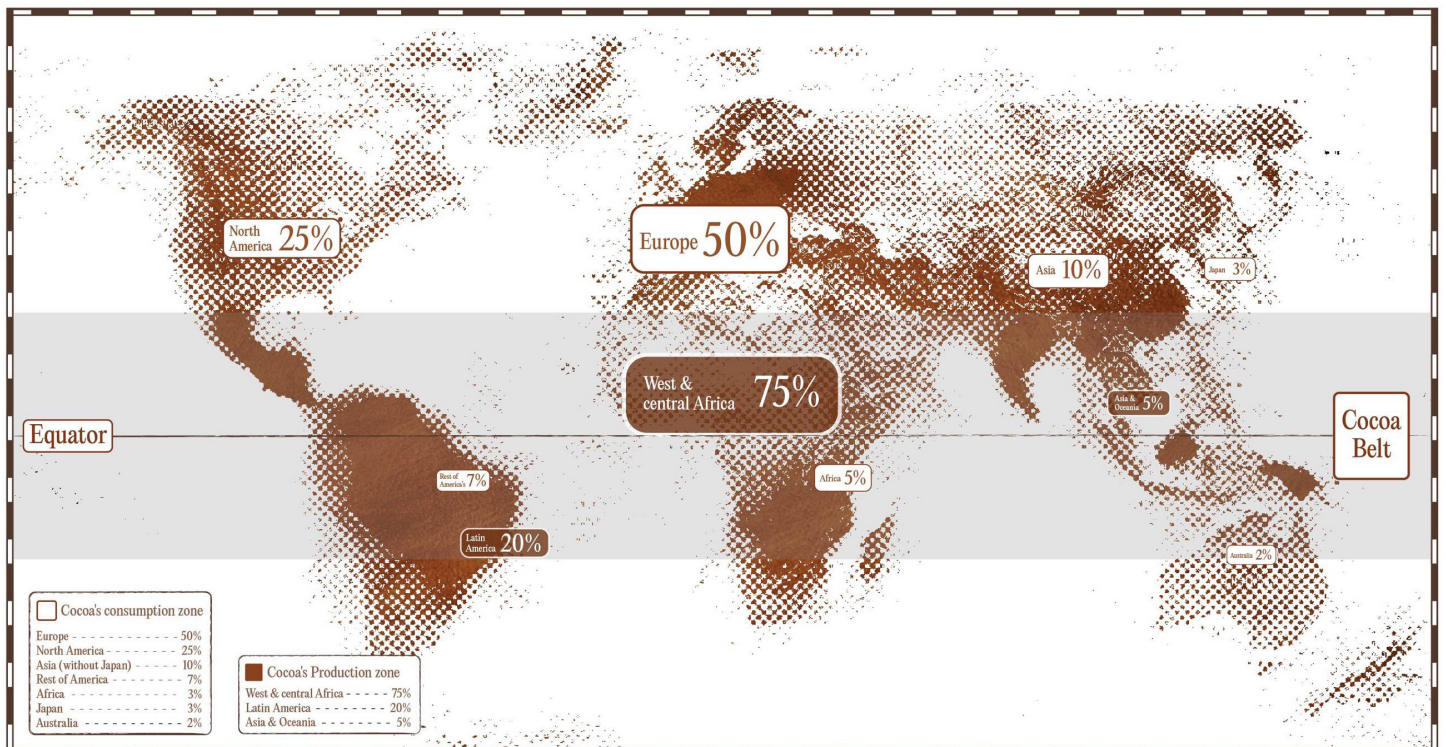 North
America 25%
Europe 50%
Asia 10%
Japan 3%
West &
central Africa 75%
Asia &
Oceania 5%
Equator
Cocoa
Belt
Rest of
America's 7%
Africa 5%
Latin
America 20%
Australia 2%
Cocoa's consumption zone
Europe 50%
North America 25%
Asia (without Japan) 10%
Rest of America 7%
Africa 3%
Japan 3%
Australia 2%
Cocoa's Production zone
West & central Africa 75%
Latin America 20%
Asia & Oceania 5%